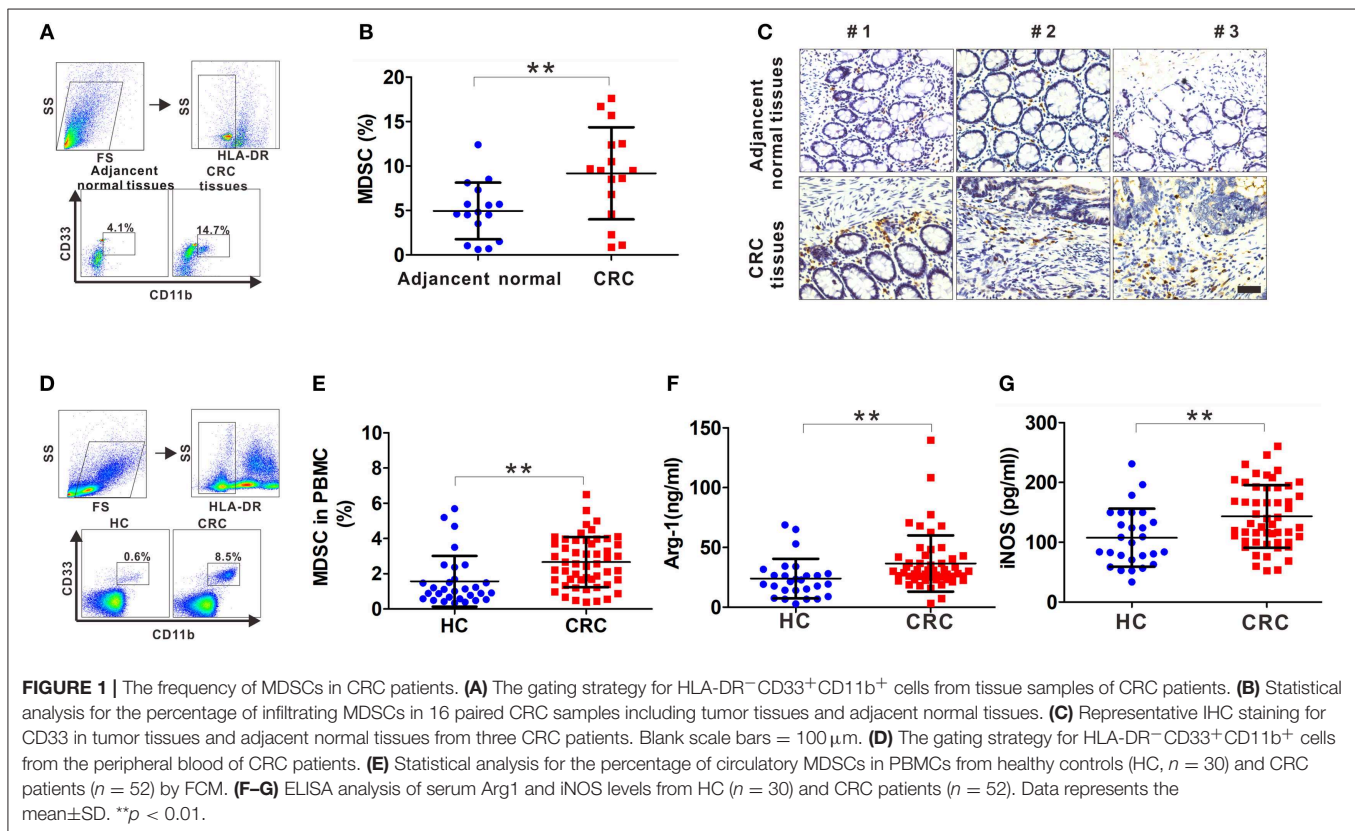 A
SS
FS
SS
HLA-DR
Adjancent normal tissues
CRC tissues
CD33
4.1%
14.7%
CD11b
B
**
MDSC (%)
20
15
10
5
0
Adjancent normal
CRC
C
# 1
# 2
# 3
Adjancent normal tissues
CRC tissues
D
SS
FS
SS
HLA-DR
HC
CRC
CD33
0.6%
8.5%
CD11b
E
**
MDSC in PBMC (%)
10
8
6
4
2
0
HC
CRC
F
**
Arg-1(ng/ml)
150
100
50
0
HC
CRC
G
**
iNOS (pg/ml))
300
200
100
0
HC
CRC
FIGURE 1 | The frequency of MDSCs in CRC patients. (A) The gating strategy for HLA-DR−CD33+CD11b+ cells from tissue samples of CRC patients. (B) Statistical
analysis for the percentage of infiltrating MDSCs in 16 paired CRC samples including tumor tissues and adjacent normal tissues. (C) Representative IHC staining for
CD33 in tumor tissues and adjacent normal tissues from three CRC patients. Blank scale bars = 100 μm. (D) The gating strategy for HLA-DR−CD33+CD11b+ cells
from the peripheral blood of CRC patients. (E) Statistical analysis for the percentage of circulatory MDSCs in PBMCs from healthy controls (HC, n = 30) and CRC
patients (n = 52) by FCM. (F–G) ELISA analysis of serum Arg1 and iNOS levels from HC (n = 30) and CRC patients (n = 52). Data represents the
mean±SD. **p < 0.01.